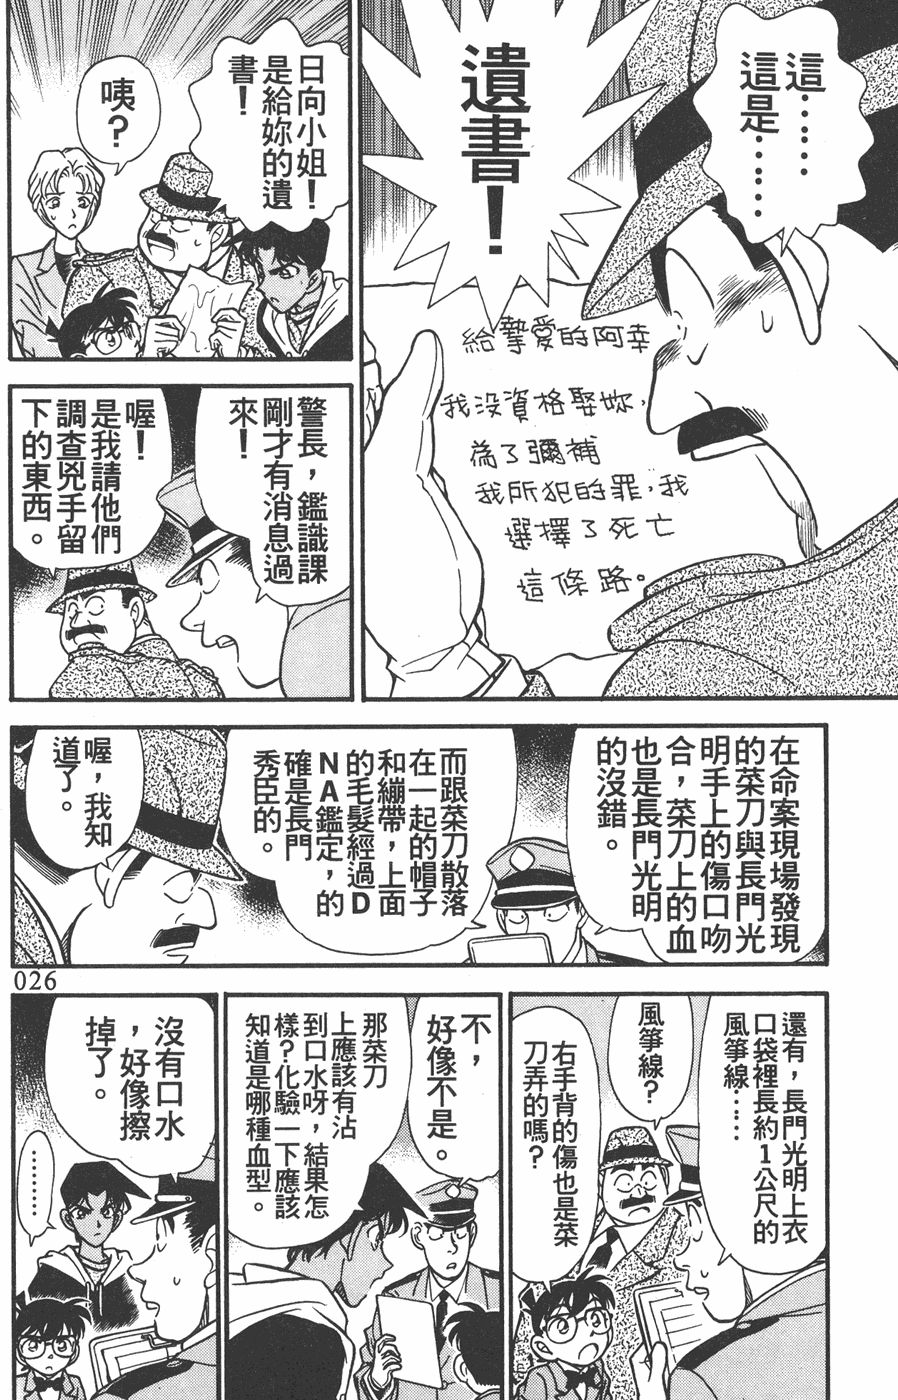 這……
這是………
遺書！
給摯愛的阿幸
我没資格娶妳，
為了彌補
我所犯的罪，我
選擇了死亡
這條路。
日向小姐！
是給妳的遺
書！
咦？
警長，鑑識課
剛才有消息過
來！
喔！
是我請他們
調查兇手留
下的東西。
在命案現場發現
的菜刀與長門光
明手上的傷口吻
合，菜刀上的血
也是長門光明
的沒錯。
而跟菜刀散落
在一起的帽子
和繃帶，上面
的毛髮經過D
NA鑑定，的
確是長門
秀臣的。
喔，我知
道了。
026
還有，長門光明上衣
口袋裡長約1公尺的
風箏線……
風箏線？
右手背的傷也是菜
刀弄的嗎？
不，
好像不是。
那菜刀
上應該有沾
到口水呀，結果怎
樣？化驗一下應該
知道是哪種血型。
沒有口水
，好像擦
掉了。
………